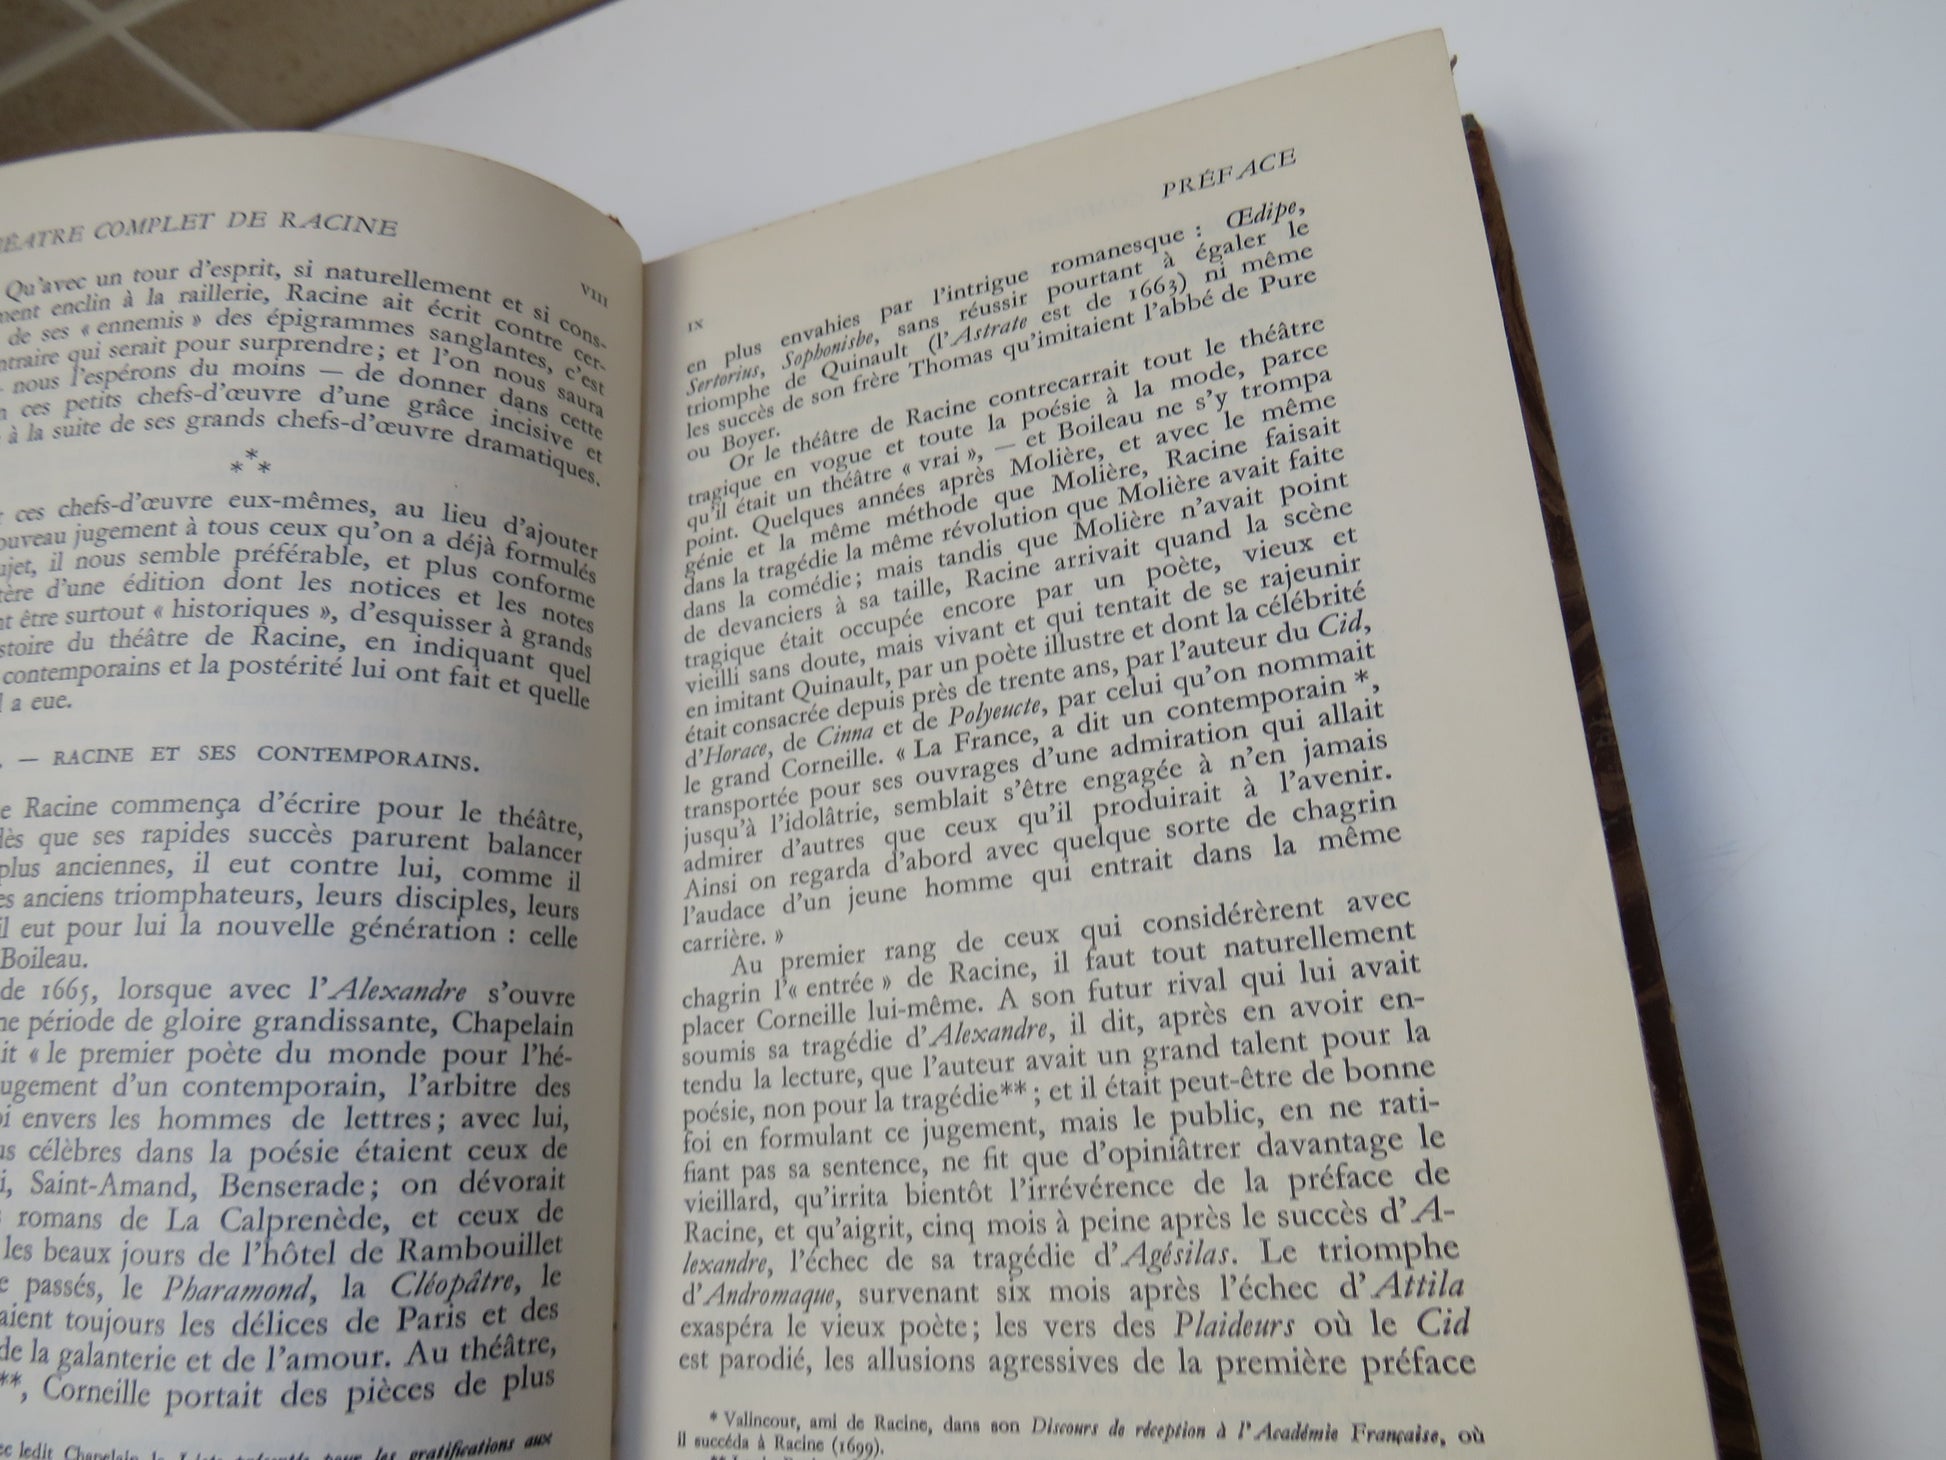 ÉATRE COMPLET DE RACINE
VIII
Qu'avec un tour d'esprit, si naturellement et si cons-
ment enclin à la raillerie, Racine ait écrit contre cer-
de ses « ennemis » des épigrammes sanglantes, c'est
ntraire qui serait pour surprendre; et l'on nous saura
— nous l'espérons du moins — de donner dans cette
n ces petits chefs-d'œuvre d'une grâce incisive et
à la suite de ses grands chefs-d'œuvre dramatiques.
***
r ces chefs-d'œuvre eux-mêmes, au lieu d'ajouter
ouveau jugement à tous ceux qu'on a déjà formulés
ujet, il nous semble préférable, et plus conforme
tère d'une édition dont les notices et les notes
nt être surtout « historiques », d'esquisser à grands
stoire du théâtre de Racine, en indiquant quel
contemporains et la postérité lui ont fait et quelle
l a eue.
. — RACINE ET SES CONTEMPORAINS.
e Racine commença d'écrire pour le théâtre,
dès que ses rapides succès parurent balancer
plus anciennes, il eut contre lui, comme il
es anciens triomphateurs, leurs disciples, leurs
il eut pour lui la nouvelle génération : celle
Boileau.
de 1665, lorsque avec l'Alexandre s'ouvre
ne période de gloire grandissante, Chapelain
it « le premier poète du monde pour l'hé-
ugement d'un contemporain, l'arbitre des
oi envers les hommes de lettres; avec lui,
us célèbres dans la poésie étaient ceux de
i, Saint-Amand, Benserade; on dévorait
s romans de La Calprenède, et ceux de
les beaux jours de l'hôtel de Rambouillet
e passés, le Pharamond, la Cléopâtre, le
aient toujours les délices de Paris et des
de la galanterie et de l'amour. Au théâtre,
**, Corneille portait des pièces de plus
ec ledit Chapelain la Liste présentée pour les gratifications aux
PRÉFACE
IX
en plus envahies par l'intrigue romanesque : Œdipe,
Sertorius, Sophonisbe, sans réussir pourtant à égaler le
triomphe de Quinault (l'Astrate est de 1663) ni même
les succès de son frère Thomas qu'imitaient l'abbé de Pure
ou Boyer.
Or le théâtre de Racine contrecarrait tout le théâtre
tragique en vogue et toute la poésie à la mode, parce
qu'il était un théâtre « vrai », — et Boileau ne s'y trompa
point. Quelques années après Molière, et avec le même
génie et la même méthode que Molière, Racine faisait
dans la tragédie la même révolution que Molière avait faite
dans la comédie; mais tandis que Molière n'avait point
de devanciers à sa taille, Racine arrivait quand la scène
tragique était occupée encore par un poète, vieux et
vieilli sans doute, mais vivant et qui tentait de se rajeunir
en imitant Quinault, par un poète illustre et dont la célébrité
était consacrée depuis près de trente ans, par l'auteur du Cid,
d'Horace, de Cinna et de Polyeucte, par celui qu'on nommait
le grand Corneille. « La France, a dit un contemporain *,
transportée pour ses ouvrages d'une admiration qui allait
jusqu'à l'idolâtrie, semblait s'être engagée à n'en jamais
admirer d'autres que ceux qu'il produirait à l'avenir.
Ainsi on regarda d'abord avec quelque sorte de chagrin
l'audace d'un jeune homme qui entrait dans la même
carrière. »
Au premier rang de ceux qui considérèrent avec
chagrin l'« entrée » de Racine, il faut tout naturellement
placer Corneille lui-même. A son futur rival qui lui avait
soumis sa tragédie d'Alexandre, il dit, après en avoir en-
tendu la lecture, que l'auteur avait un grand talent pour la
poésie, non pour la tragédie**; et il était peut-être de bonne
foi en formulant ce jugement, mais le public, en ne rati-
fiant pas sa sentence, ne fit que d'opiniâtrer davantage le
vieillard, qu'irrita bientôt l'irrévérence de la préface de
Racine, et qu'aigrit, cinq mois à peine après le succès d'A-
lexandre, l'échec de sa tragédie d'Agésilas. Le triomphe
d'Andromaque, survenant six mois après l'échec d'Attila
exaspéra le vieux poète; les vers des Plaideurs où le Cid
est parodié, les allusions agressives de la première préface
* Valincour, ami de Racine, dans son Discours de réception à l'Académie Française, où
il succéda à Racine (1699).